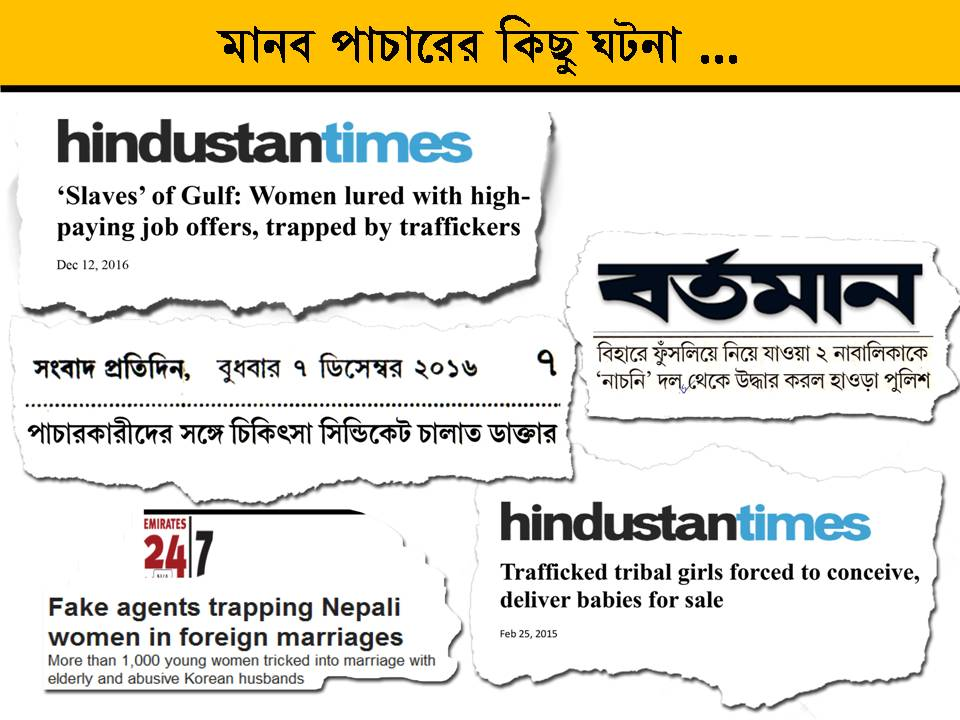 মানব পাচারের কিছু ঘটনা ...
hindustantimes
‘Slaves’ of Gulf: Women lured with high-
paying job offers, trapped by traffickers
Dec 12, 2016
বর্তমান
বিহারে ফুঁসলিয়ে নিয়ে যাওয়া ২ নাবালিকাকে
‘নাচনি’ দল থেকে উদ্ধার করল হাওড়া পুলিশ
সংবাদ প্রতিদিন, বুধবার ৭ ডিসেম্বর ২০১৬ ৭
পাচারকারীদের সঙ্গে চিকিৎসা সিন্ডিকেট চালাত ডাক্তার
EMIRATES
24|7
Fake agents trapping Nepali
women in foreign marriages
More than 1,000 young women tricked into marriage with
elderly and abusive Korean husbands
hindustantimes
Trafficked tribal girls forced to conceive,
deliver babies for sale
Feb 25, 2015